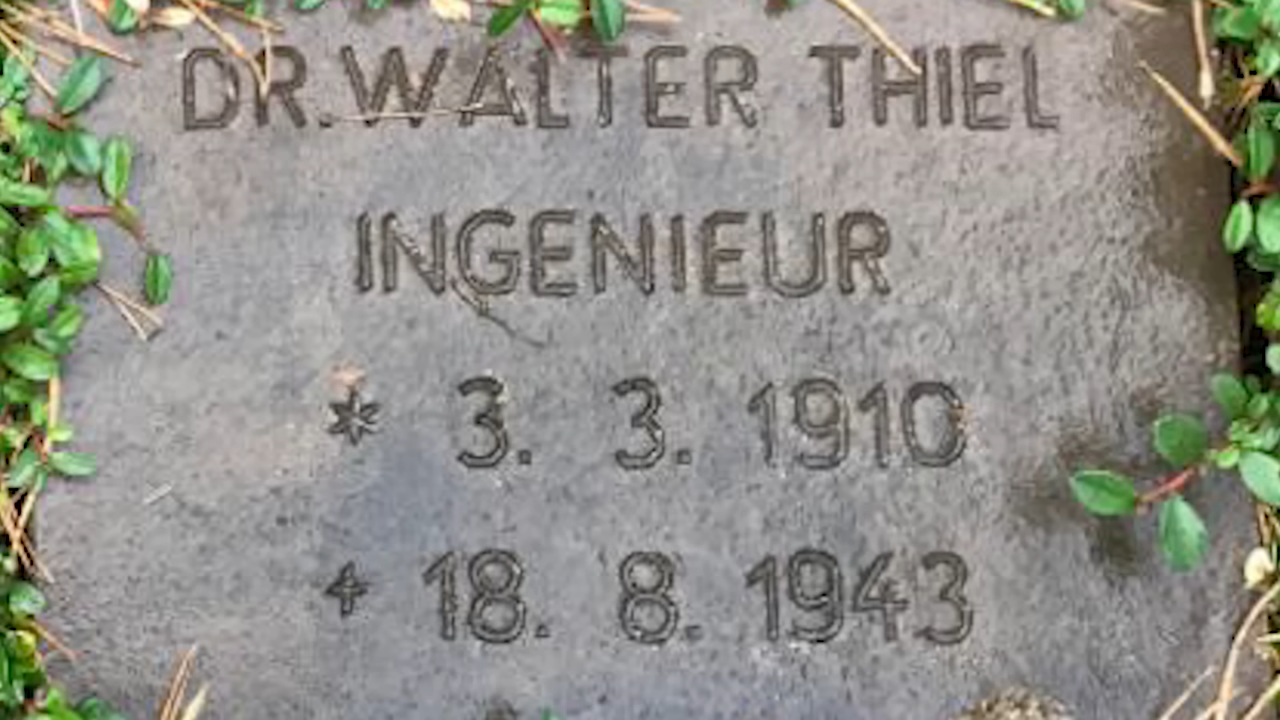 DR. WALTER THIEL
INGENIEUR
* 3. 3. 1910
+ 18. 8. 1943